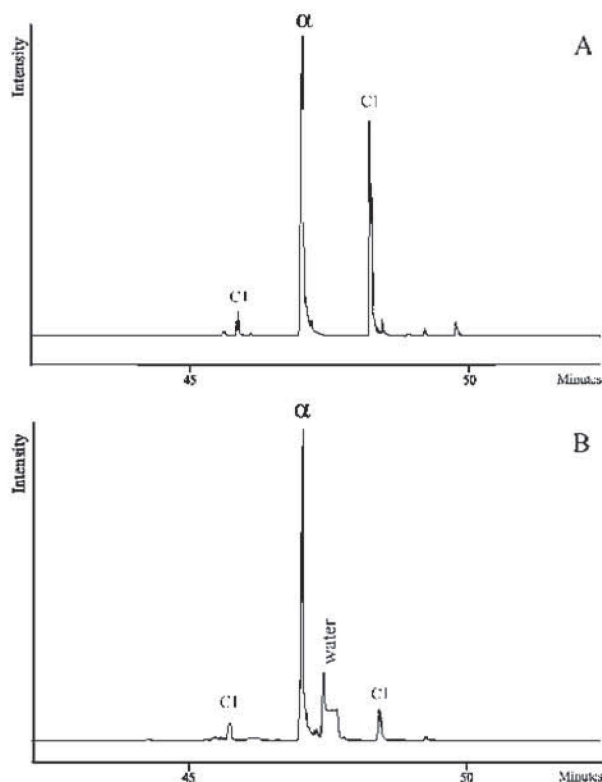 α
A
Intensity
C1
C1
45
50
Minutes
α
B
Intensity
water
C1
C1
45
50
Minutes